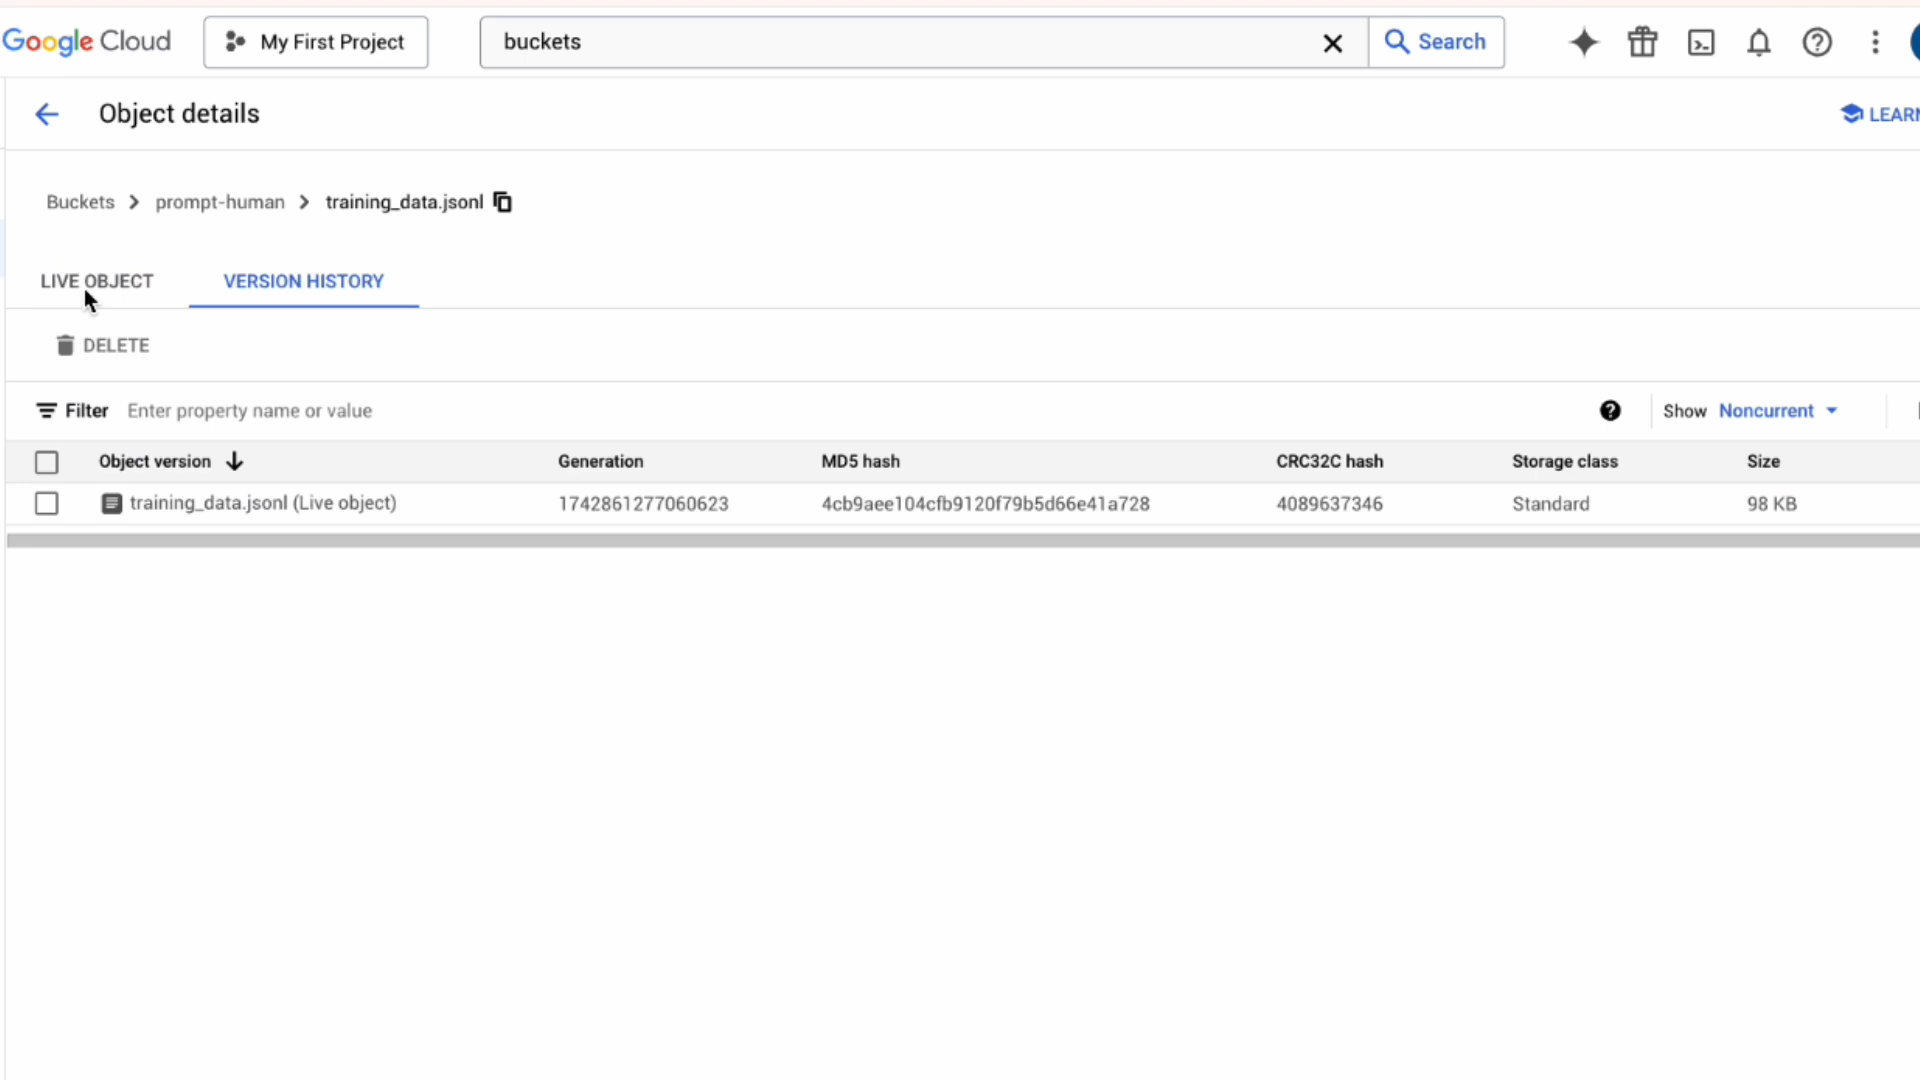 Google Cloud My First Project buckets Search
Object details
LEARN
Buckets prompt-human training_data.jsonl
LIVE OBJECT VERSION HISTORY
DELETE
Filter Enter property name or value Show Noncurrent
Object version Generation MD5 hash CRC32C hash Storage class Size
training_data.jsonl (Live object) 1742861277060623 4cb9aee104cfb9120f79b5d66e41a728 4089637346 Standard 98 KB